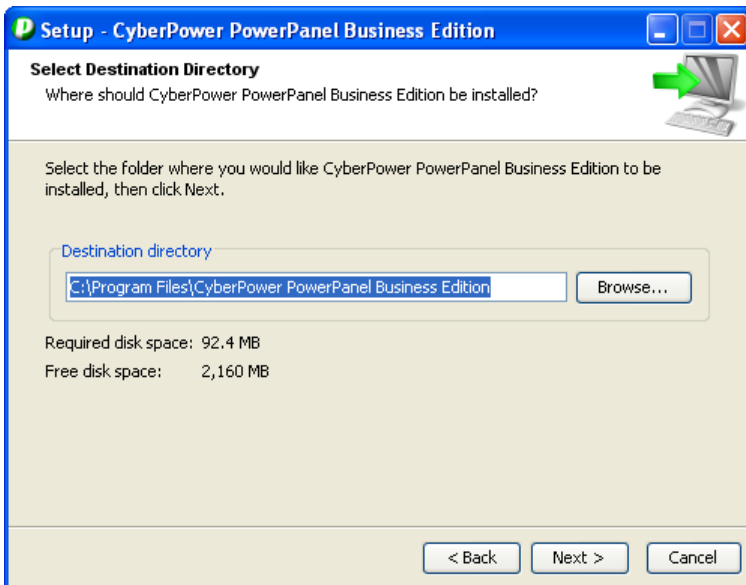 Setup - CyberPower PowerPanel Business Edition
Select Destination Directory
Where should CyberPower PowerPanel Business Edition be installed?
Select the folder where you would like CyberPower PowerPanel Business Edition to be
installed, then click Next.
Destination directory
C:\Program Files\CyberPower PowerPanel Business Edition
Browse...
Required disk space: 92.4 MB
Free disk space: 2,160 MB
< Back Next > Cancel